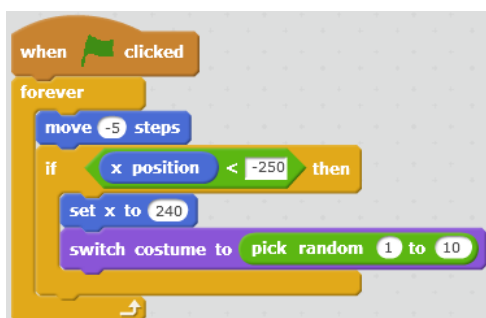 when clicked
forever
move -5 steps
if x position < -250 then
set x to 240
switch costume to pick random 1 to 10